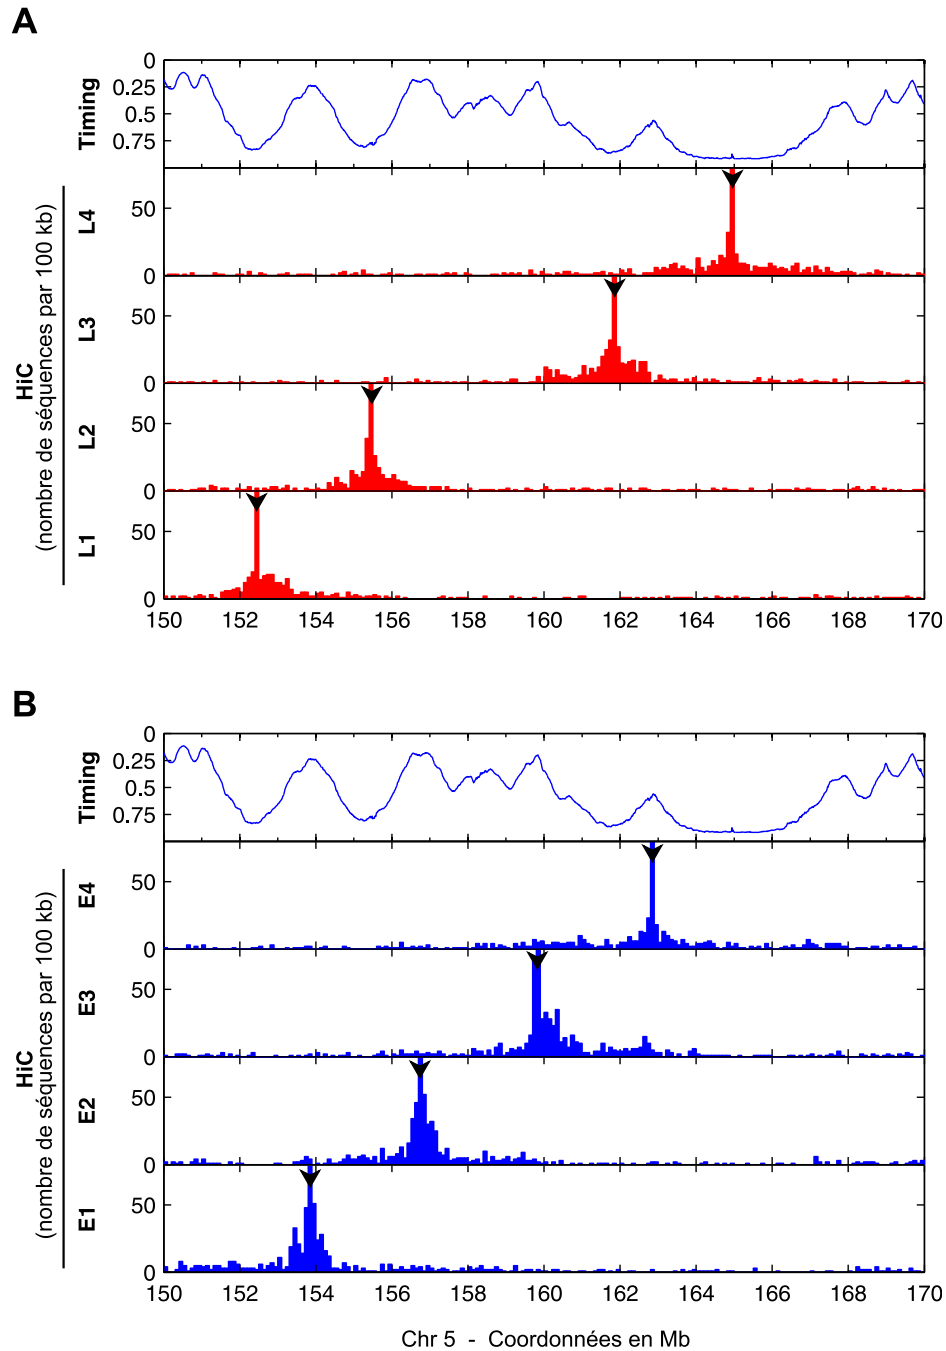 A
Timing
0
0.25
0.5
0.75
HiC
(nombre de séquences par 100 kb)
L4
50
0
L3
50
0
L2
50
0
L1
50
0
150 152 154 156 158 160 162 164 166 168 170
B
Timing
0
0.25
0.5
0.75
HiC
(nombre de séquences par 100 kb)
E4
50
0
E3
50
0
E2
50
0
E1
50
0
150 152 154 156 158 160 162 164 166 168 170
Chr 5 - Coordonnées en Mb